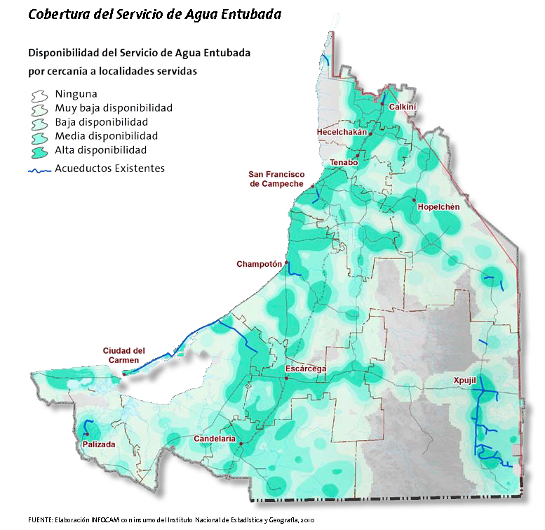 Cobertura del Servicio de Agua Entubada
Disponibilidad del Servicio de Agua Entubada
por cercanía a localidades servidas
Ninguna
Muy baja disponibilidad
Baja disponibilidad
Media disponibilidad
Alta disponibilidad
Acueductos Existentes
Calkiní
Hecelchakán
Tenabo
San Francisco
de Campeche
Hopelchén
Champotón
Ciudad del
Carmen
Escárcega
Xpujil
Palizada
Candelaria
FUENTE: Elaboración INFOCAM con insumo del Instituto Nacional de Estadística y Geografía, 2010